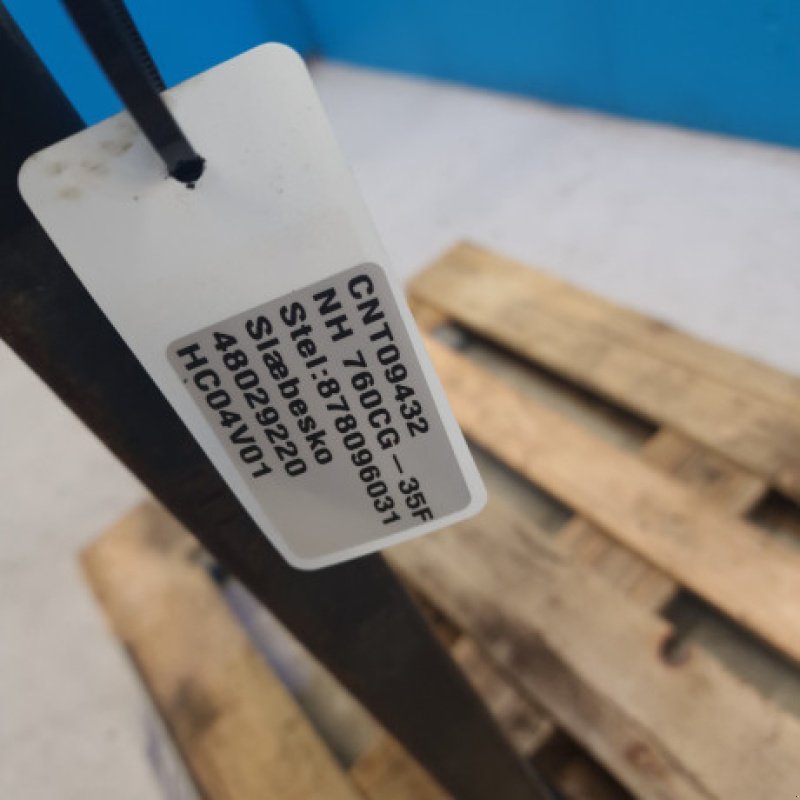 CNT09432
NH 760CG-35F
Stel:878096031
Slæbesko
48029220
HC04V01